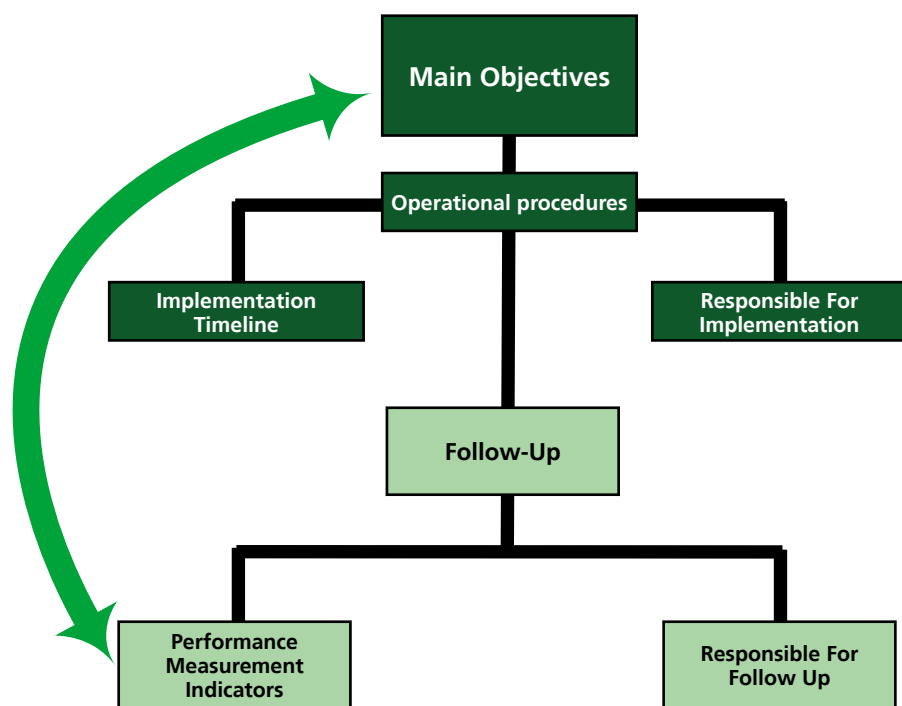 Main Objectives
Operational procedures
Implementation
Timeline
Responsible For
Implementation
Follow-Up
Performance
Measurement
Indicators
Responsible For
Follow Up